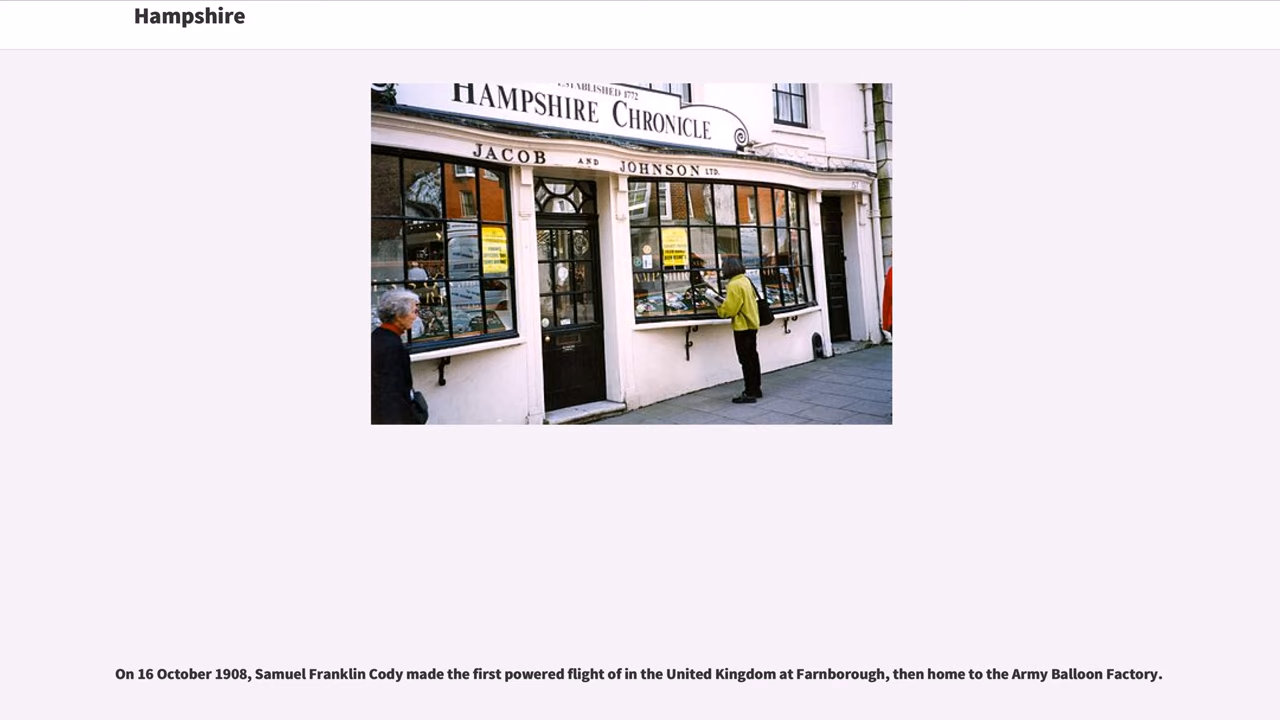 Hampshire
ESTABLISHED 1772
HAMPSHIRE CHRONICLE
JACOB AND JOHNSON LTD.
On 16 October 1908, Samuel Franklin Cody made the first powered flight of in the United Kingdom at Farnborough, then home to the Army Balloon Factory.